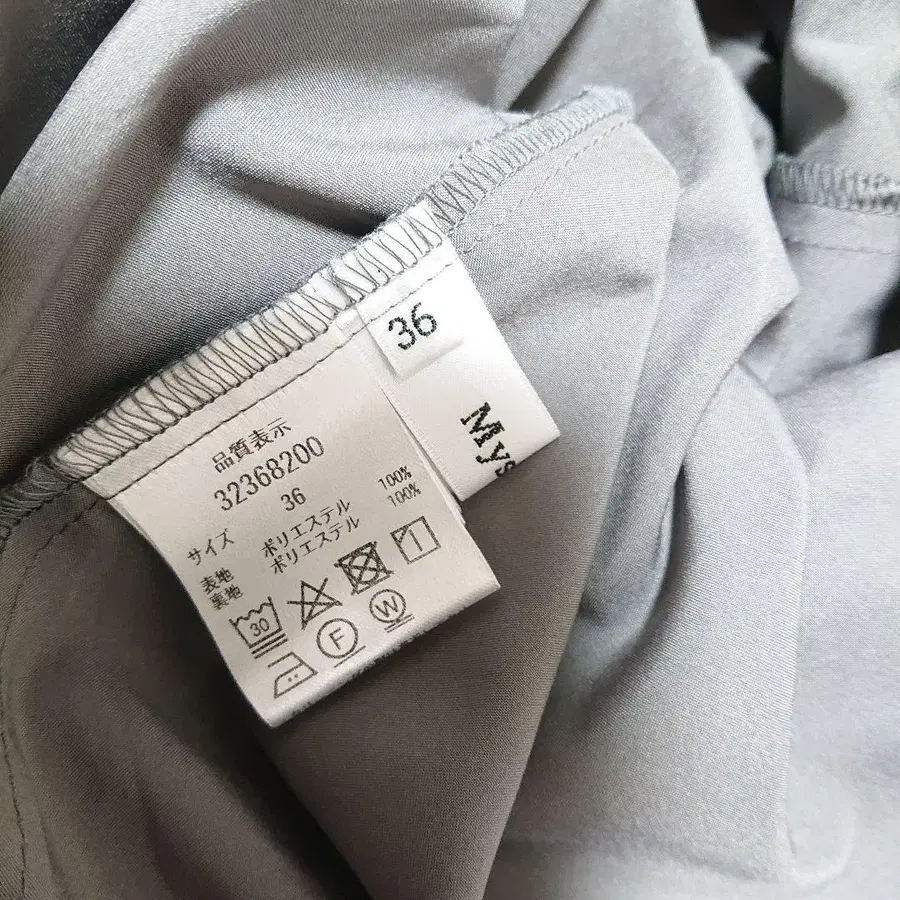 36
Mys
品質表示
32368200
サイズ 36
表地 ポリエステル 100%
裏地 ポリエステル 100%
30
F
W